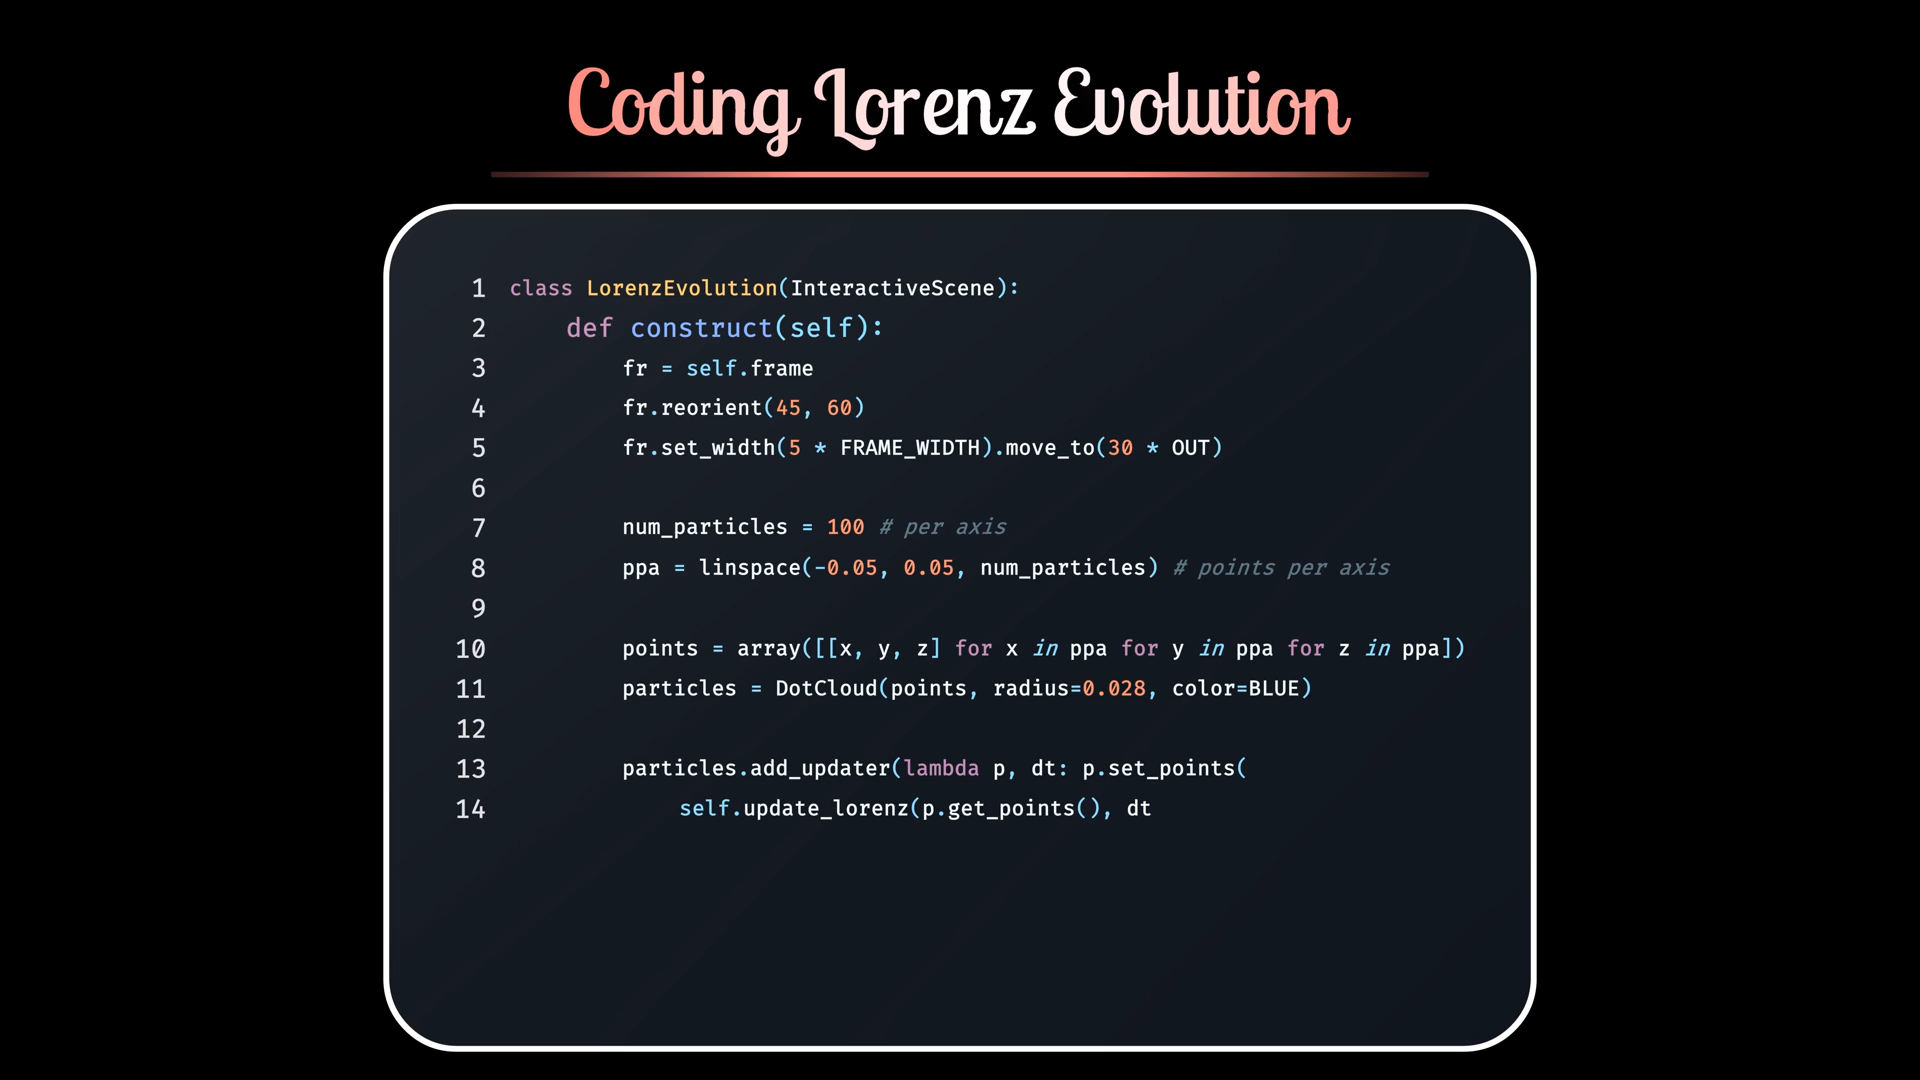 Coding Lorenz Evolution
1 class LorenzEvolution(InteractiveScene):
2 def construct(self):
3 fr = self.frame
4 fr.reorient(45, 60)
5 fr.set_width(5 * FRAME_WIDTH).move_to(30 * OUT)
6
7 num_particles = 100 # per axis
8 ppa = linspace(-0.05, 0.05, num_particles) # points per axis
9
10 points = array([[x, y, z] for x in ppa for y in ppa for z in ppa])
11 particles = DotCloud(points, radius=0.028, color=BLUE)
12
13 particles.add_updater(lambda p, dt: p.set_points(
14 self.update_lorenz(p.get_points(), dt